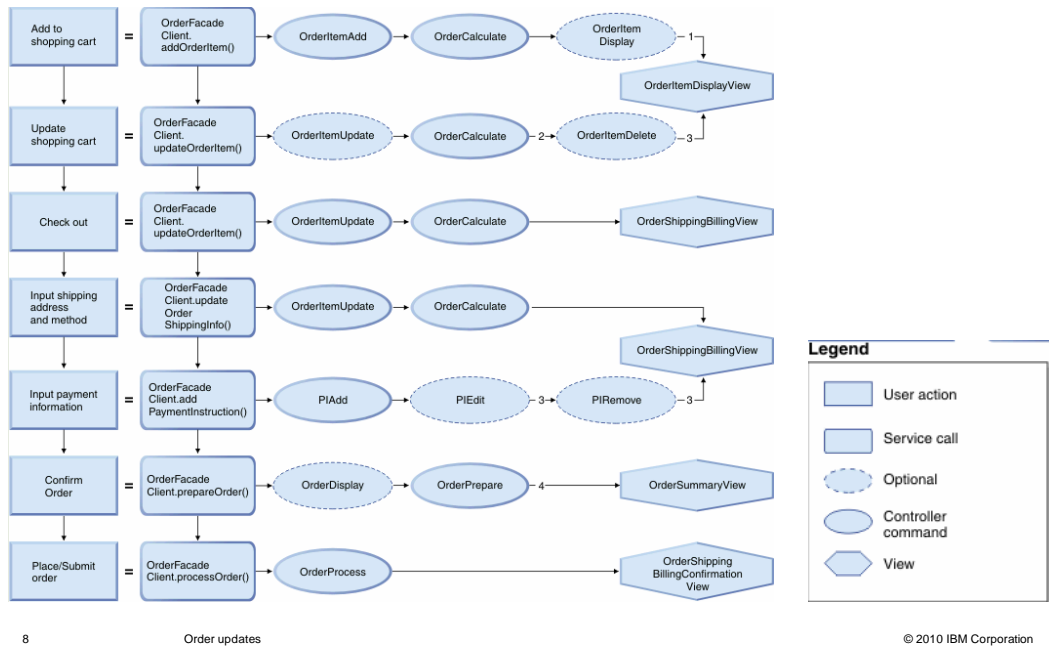 Add to
shopping cart
=
OrderFacade
Client.
addOrderItem()
OrderItemAdd
OrderCalculate
OrderItem
Display
1
OrderItemDisplayView
Update
shopping cart
=
OrderFacade
Client.
updateOrderItem()
OrderItemUpdate
OrderCalculate
2
OrderItemDelete
3
Check out
=
OrderFacade
Client.
updateOrderItem()
OrderItemUpdate
OrderCalculate
OrderShippingBillingView
Input shipping
address
and method
=
OrderFacade
Client.update
Order
ShippingInfo()
OrderItemUpdate
OrderCalculate
OrderShippingBillingView
Input payment
information
=
OrderFacade
Client.add
PaymentInstruction()
PIAdd
PIEdit
3
PIRemove
3
Confirm
Order
=
OrderFacade
Client.prepareOrder()
OrderDisplay
OrderPrepare
4
OrderSummaryView
Place/Submit
order
=
OrderFacade
Client.processOrder()
OrderProcess
OrderShipping
BillingConfirmation
View
Legend
User action
Service call
Optional
Controller
command
View
8
Order updates
© 2010 IBM Corporation